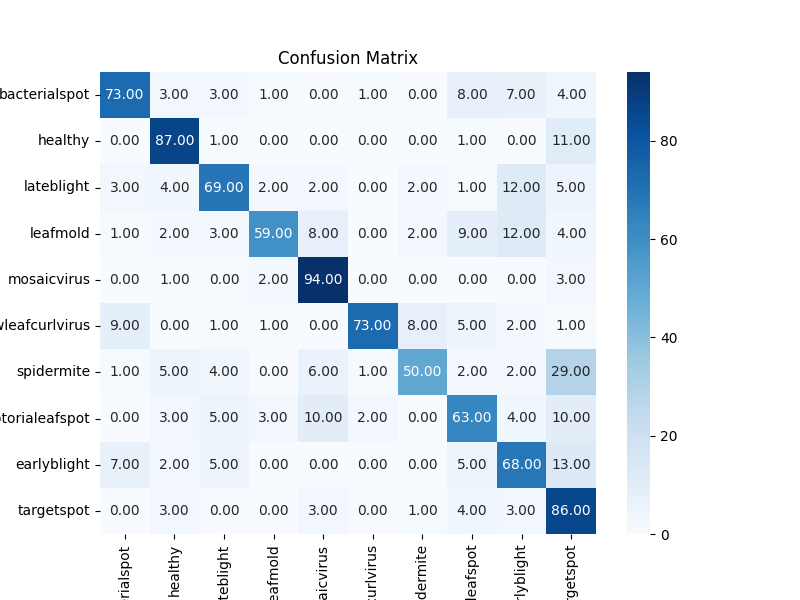 Confusion Matrix
bacterialspot 73.00 3.00 3.00 1.00 0.00 1.00 0.00 8.00 7.00 4.00
healthy 0.00 87.00 1.00 0.00 0.00 0.00 0.00 1.00 0.00 11.00
lateblight 3.00 4.00 69.00 2.00 2.00 0.00 2.00 1.00 12.00 5.00
leafmold 1.00 2.00 3.00 59.00 8.00 0.00 2.00 9.00 12.00 4.00
mosaicvirus 0.00 1.00 0.00 2.00 94.00 0.00 0.00 0.00 0.00 3.00
wleafcurlvirus 9.00 0.00 1.00 1.00 0.00 73.00 8.00 5.00 2.00 1.00
spidermite 1.00 5.00 4.00 0.00 6.00 1.00 50.00 2.00 2.00 29.00
torialeafspot 0.00 3.00 5.00 3.00 10.00 2.00 0.00 63.00 4.00 10.00
earlyblight 7.00 2.00 5.00 0.00 0.00 0.00 0.00 5.00 68.00 13.00
targetspot 0.00 3.00 0.00 0.00 3.00 0.00 1.00 4.00 3.00 86.00
rialspot
healthy
teblight
eafmold
aicvirus
curlvirus
dermite
leafspot
rlyblight
rgetspot
80
60
40
20
0